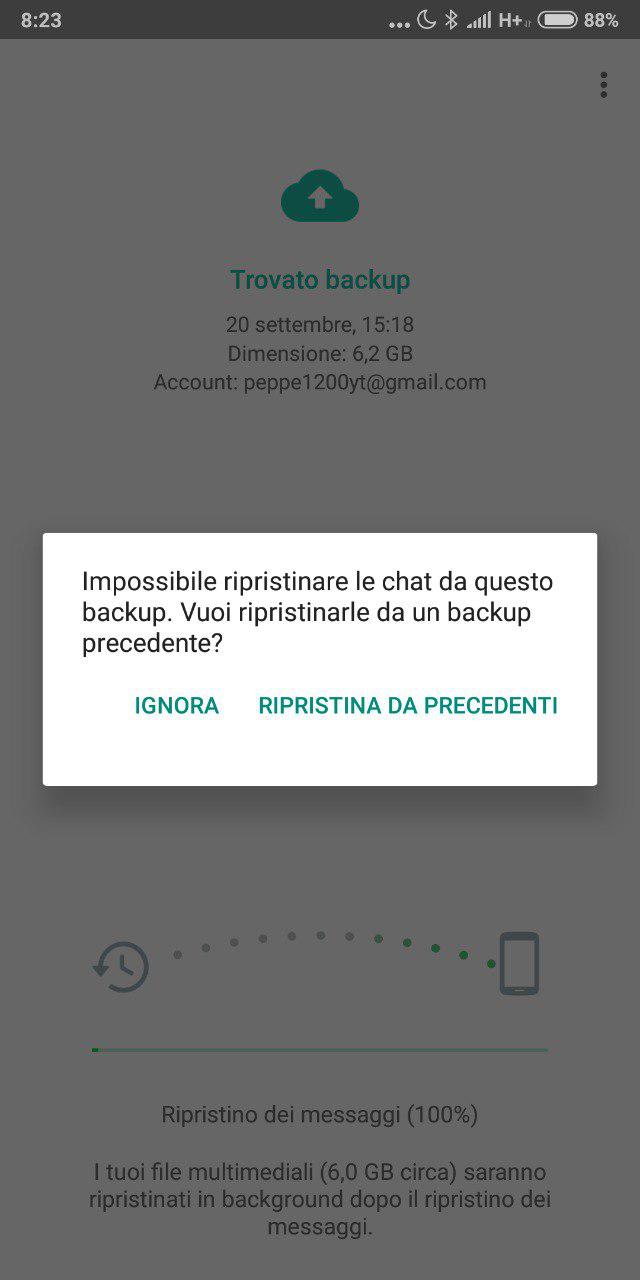 8:23
H+
88%
Trovato backup
20 settembre, 15:18
Dimensione: 6,2 GB
Account: peppe1200yt@gmail.com
Impossibile ripristinare le chat da questo
backup. Vuoi ripristinarle da un backup
precedente?
IGNORA
RIPRISTINA DA PRECEDENTI
Ripristino dei messaggi (100%)
I tuoi file multimediali (6,0 GB circa) saranno
ripristinati in background dopo il ripristino dei
messaggi.